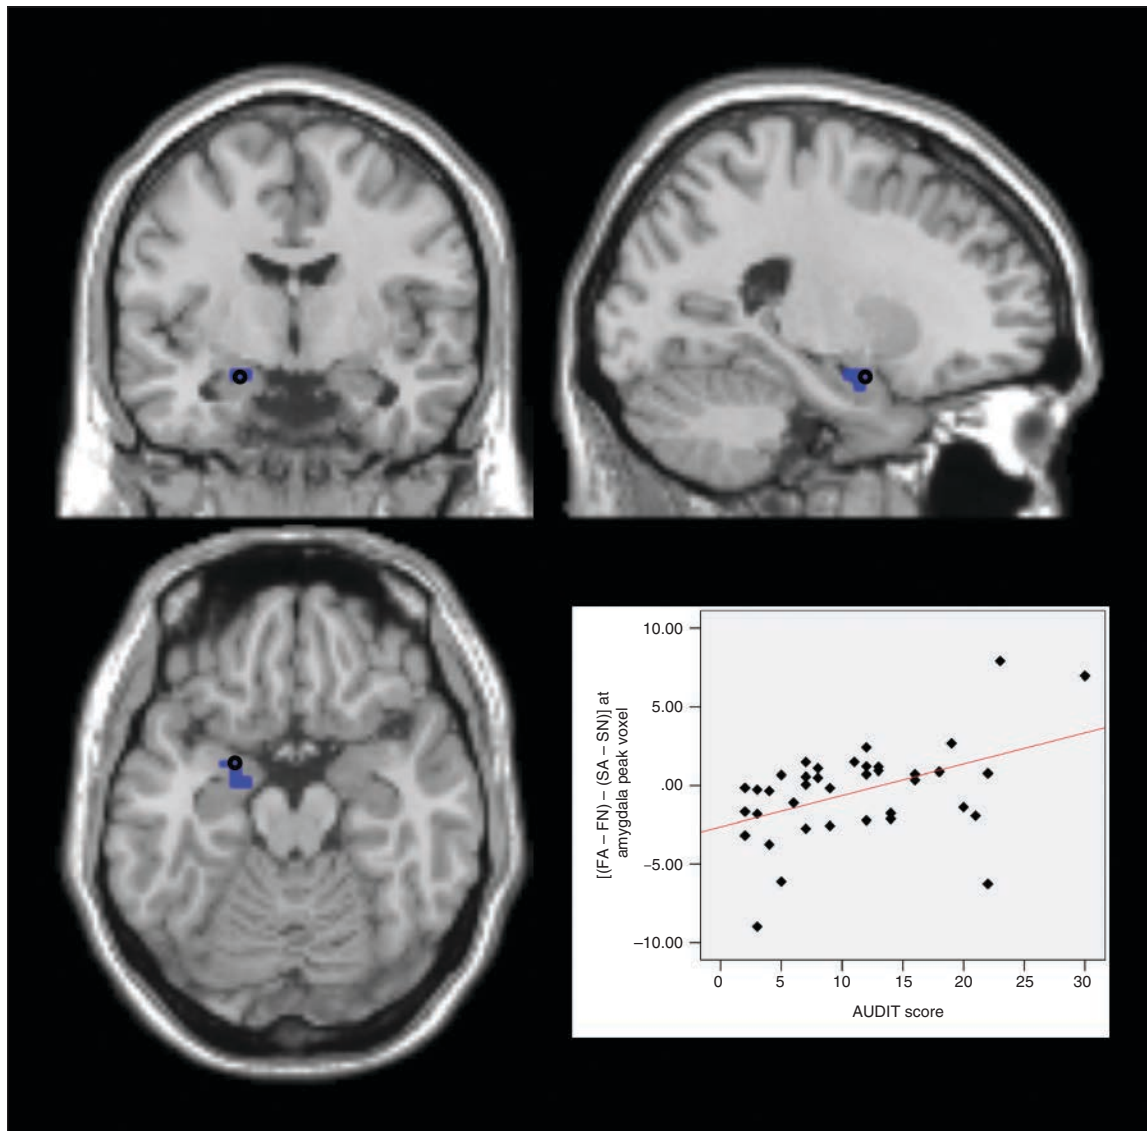 [(FA – FN) – (SA – SN)] at
amygdala peak voxel
10.00
5.00
.00
–5.00
–10.00
0 5 10 15 20 25 30
AUDIT score